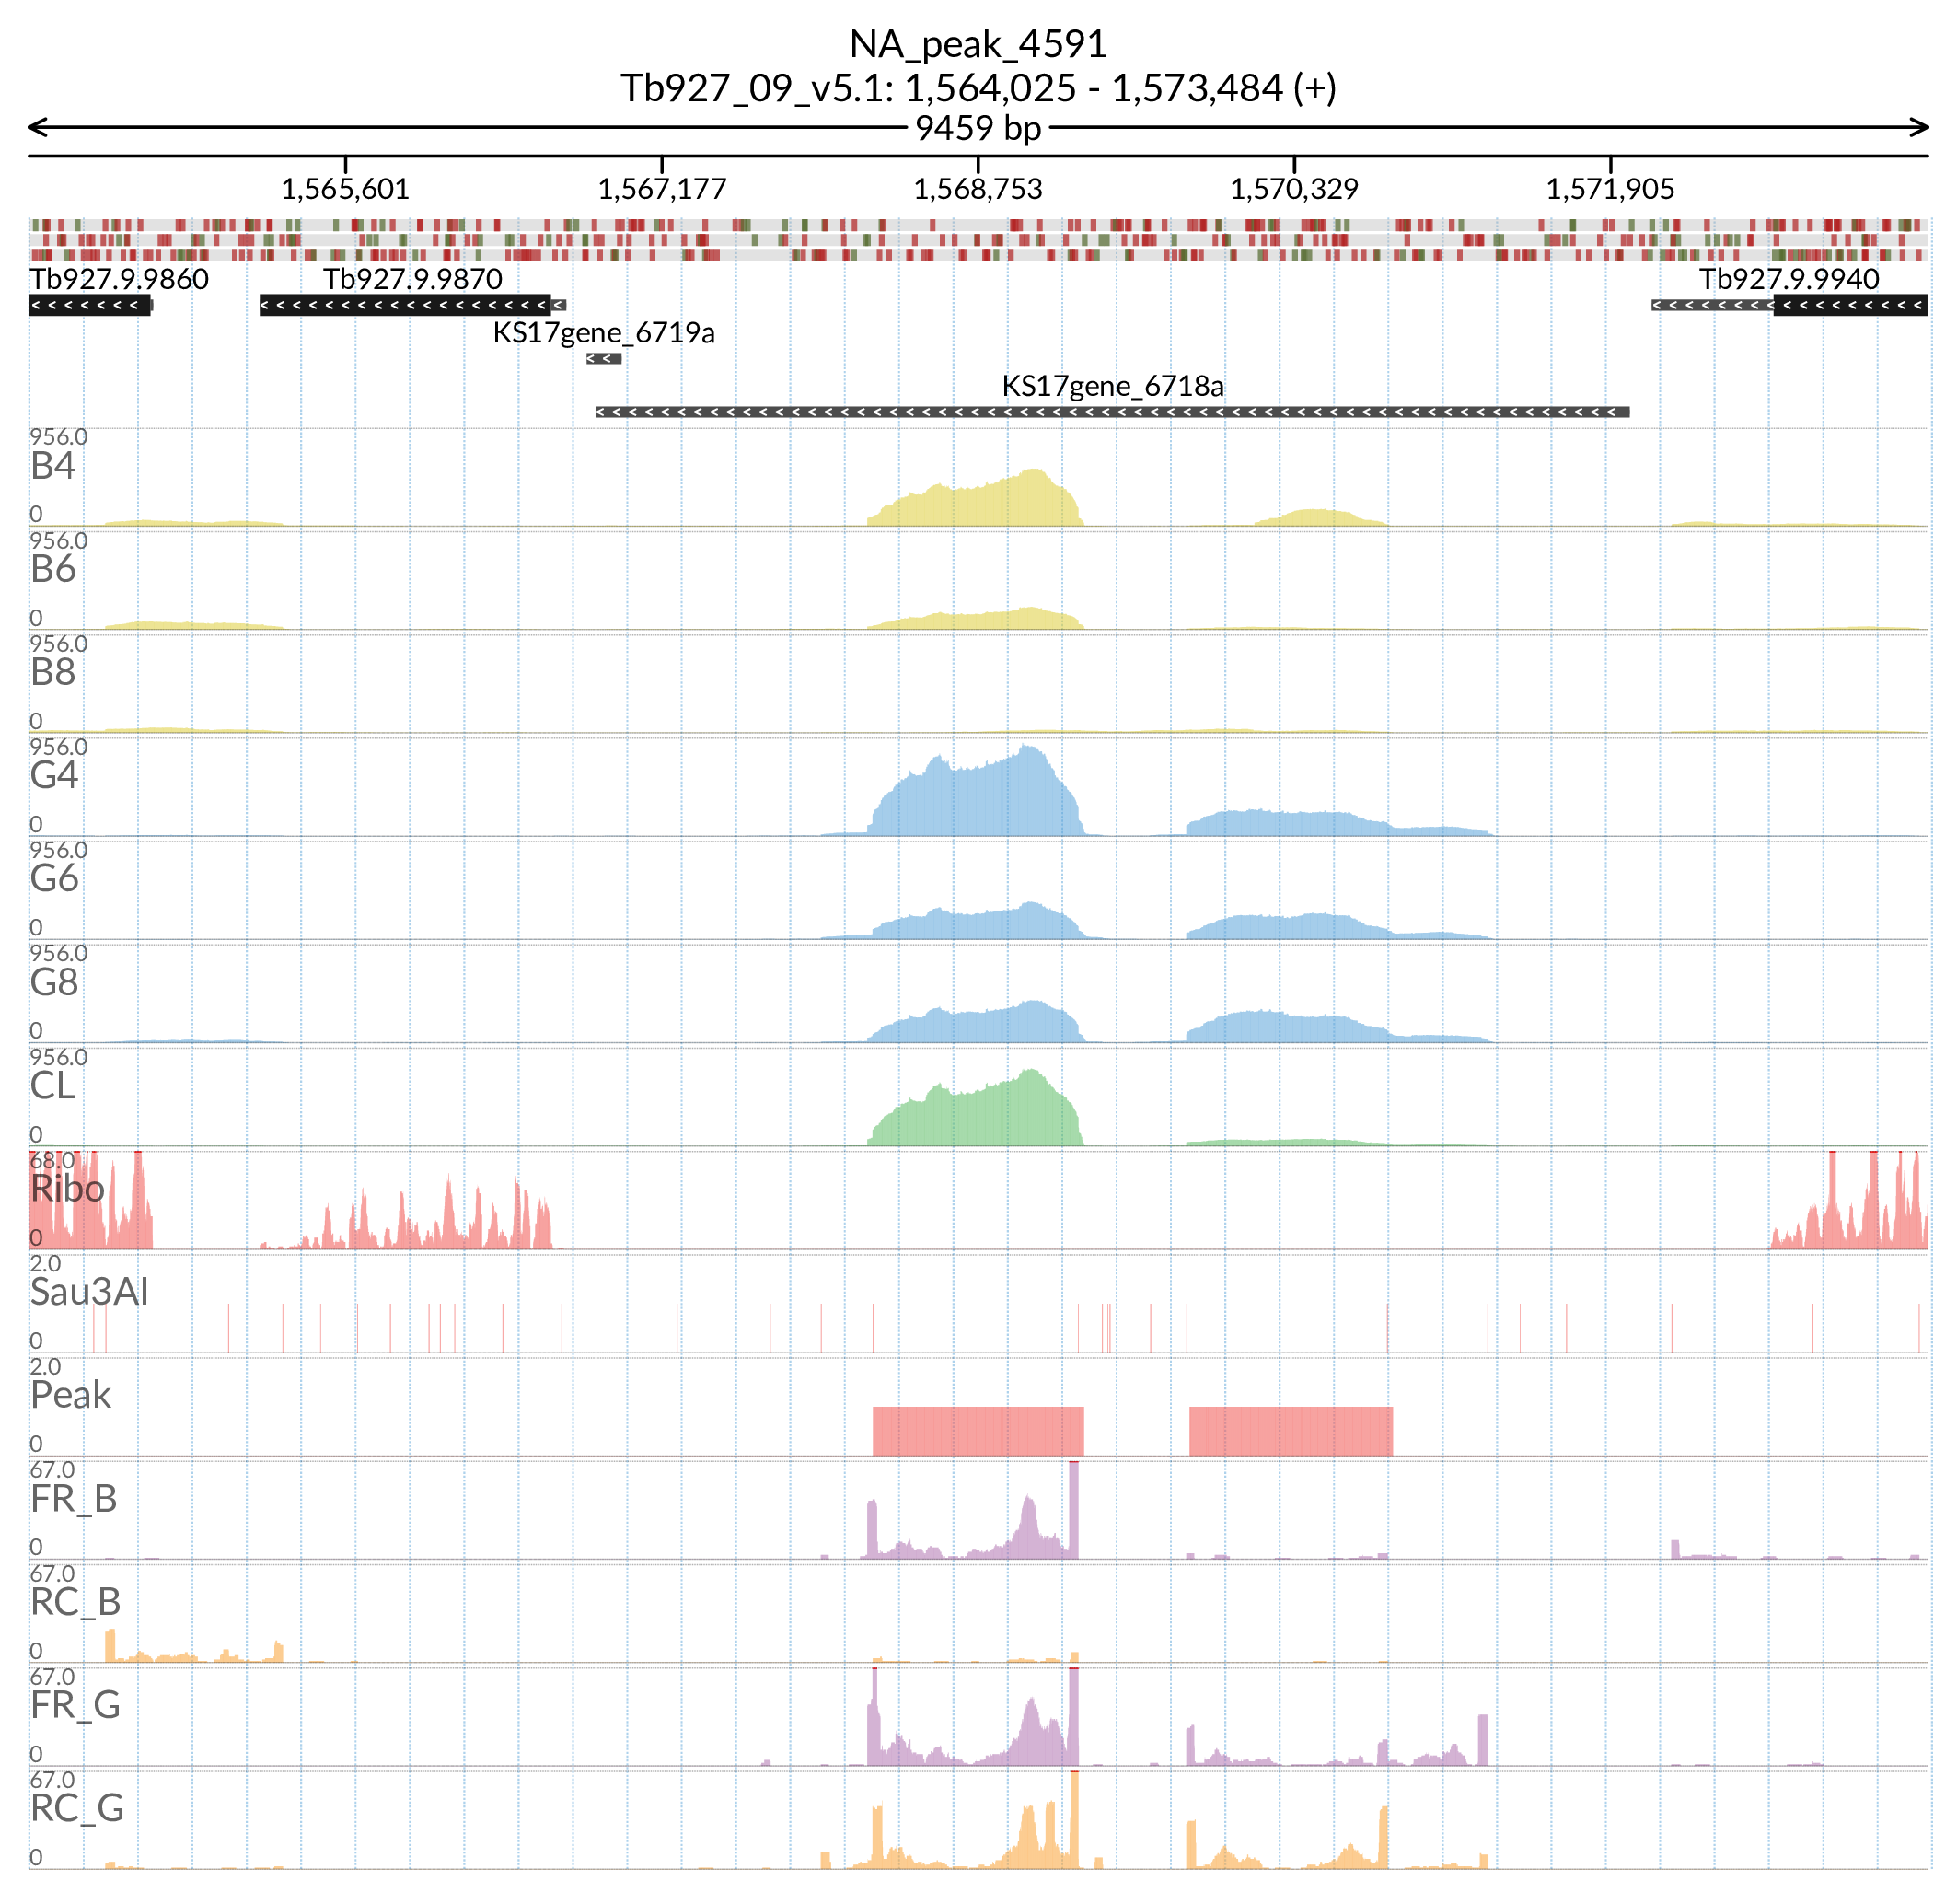 NA_peak_4591
Tb927_09_v5.1: 1,564,025 - 1,573,484 (+)
9459 bp
1,565,601 1,567,177 1,568,753 1,570,329 1,571,905
Tb927.9.9860 Tb927.9.9870 Tb927.9.9940
KS17gene_6719a
KS17gene_6718a
956.0
B4
0
956.0
B6
0
956.0
B8
0
956.0
G4
0
956.0
G6
0
956.0
G8
0
956.0
CL
0
68.0
Ribo
0
2.0
Sau3AI
0
2.0
Peak
0
67.0
FR_B
0
67.0
RC_B
0
67.0
FR_G
0
67.0
RC_G
0